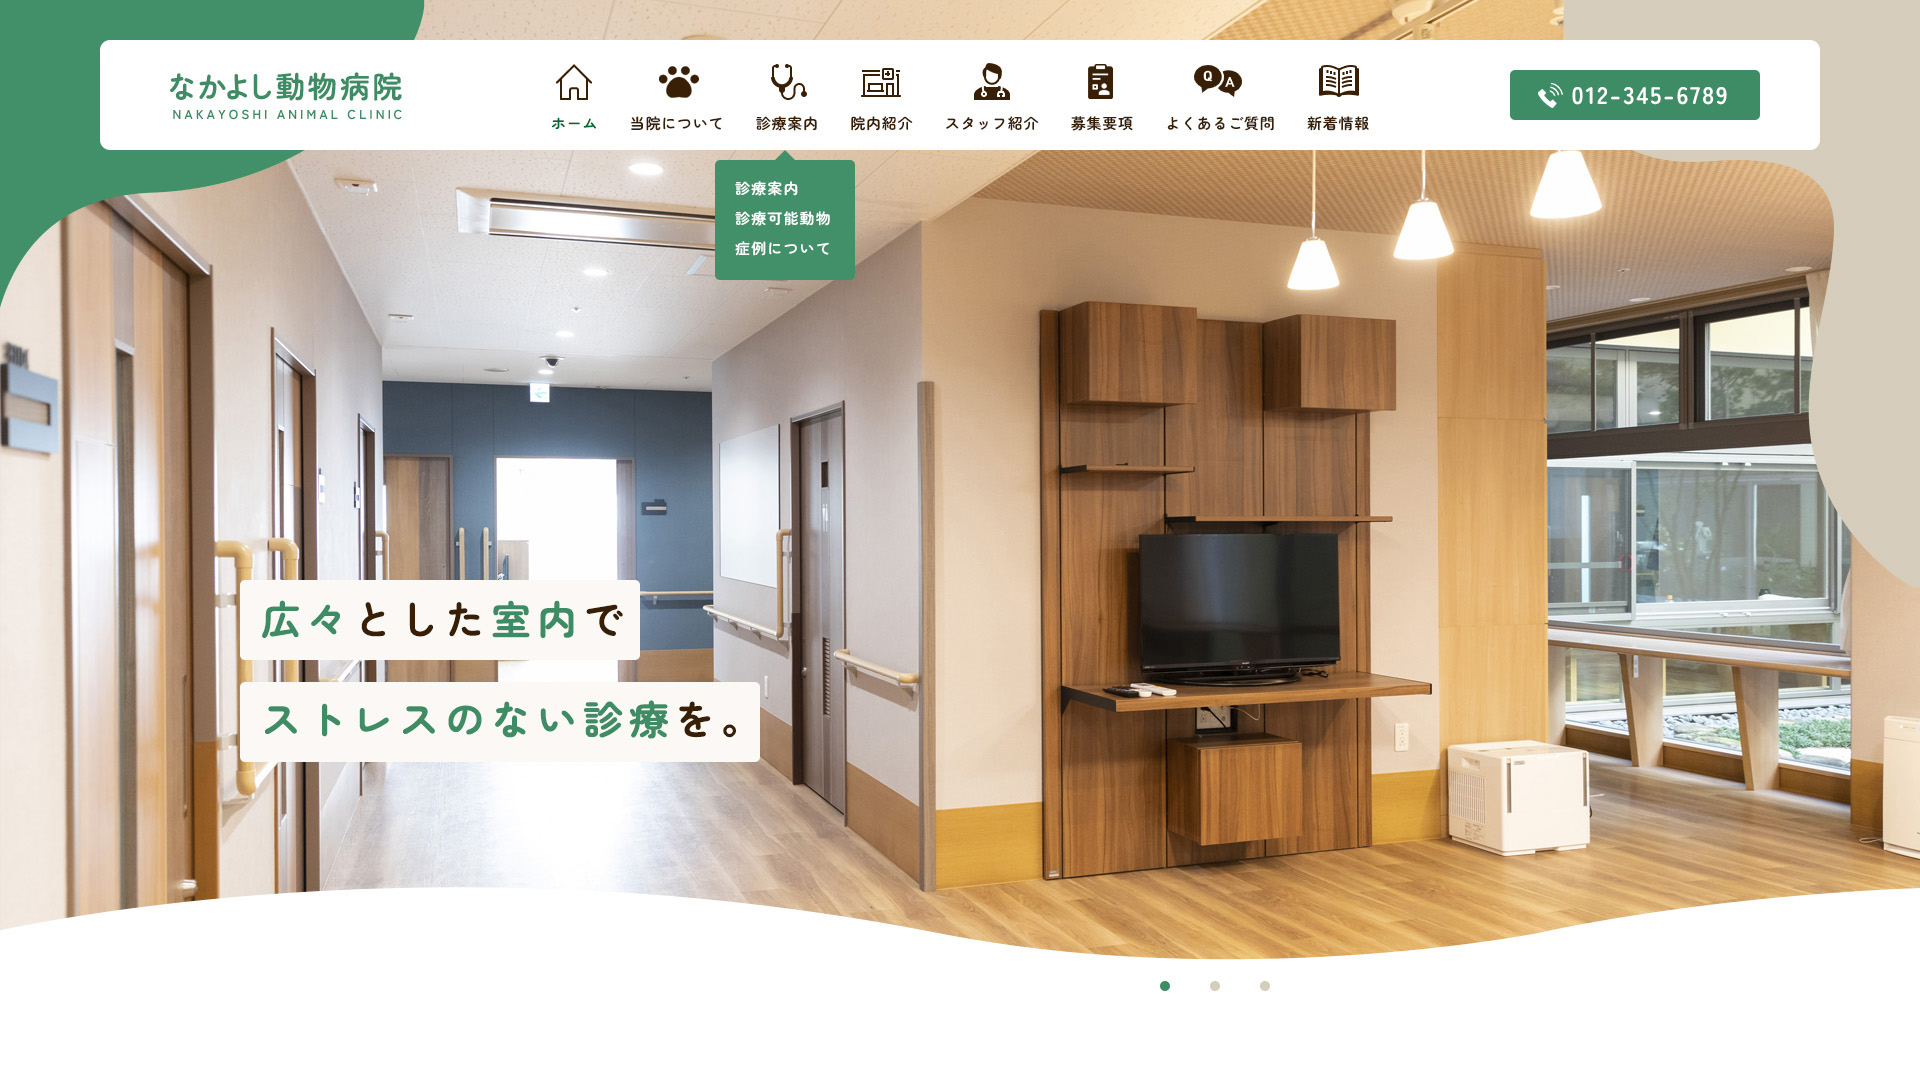 なかよし動物病院
NAKAYOSHI ANIMAL CLINIC
ホーム
当院について
診療案内
院内紹介
スタッフ紹介
募集要項
Q A
よくあるご質問
新着情報
012-345-6789
診療案内
診療可能動物
症例について
広々とした室内で
ストレスのない診療を。